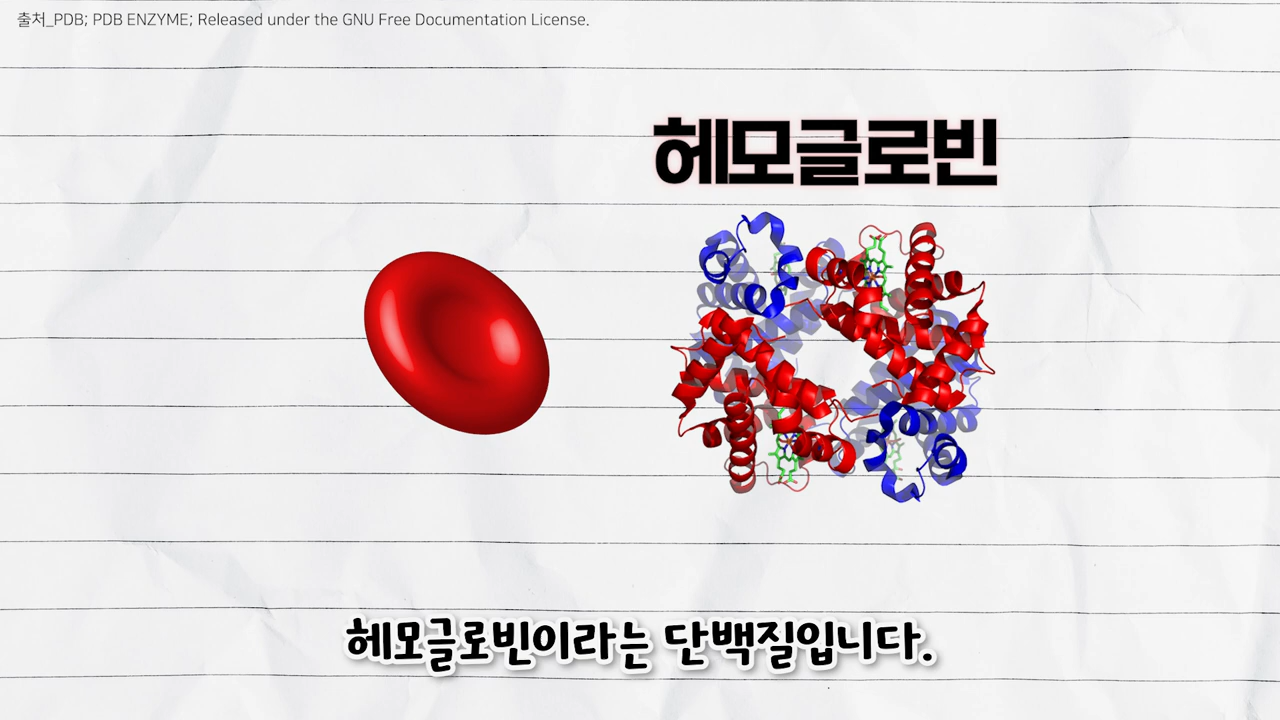 출처_PDB; PDB ENZYME; Released under the GNU Free Documentation License.
헤모글로빈
헤모글로빈이라는 단백질입니다.